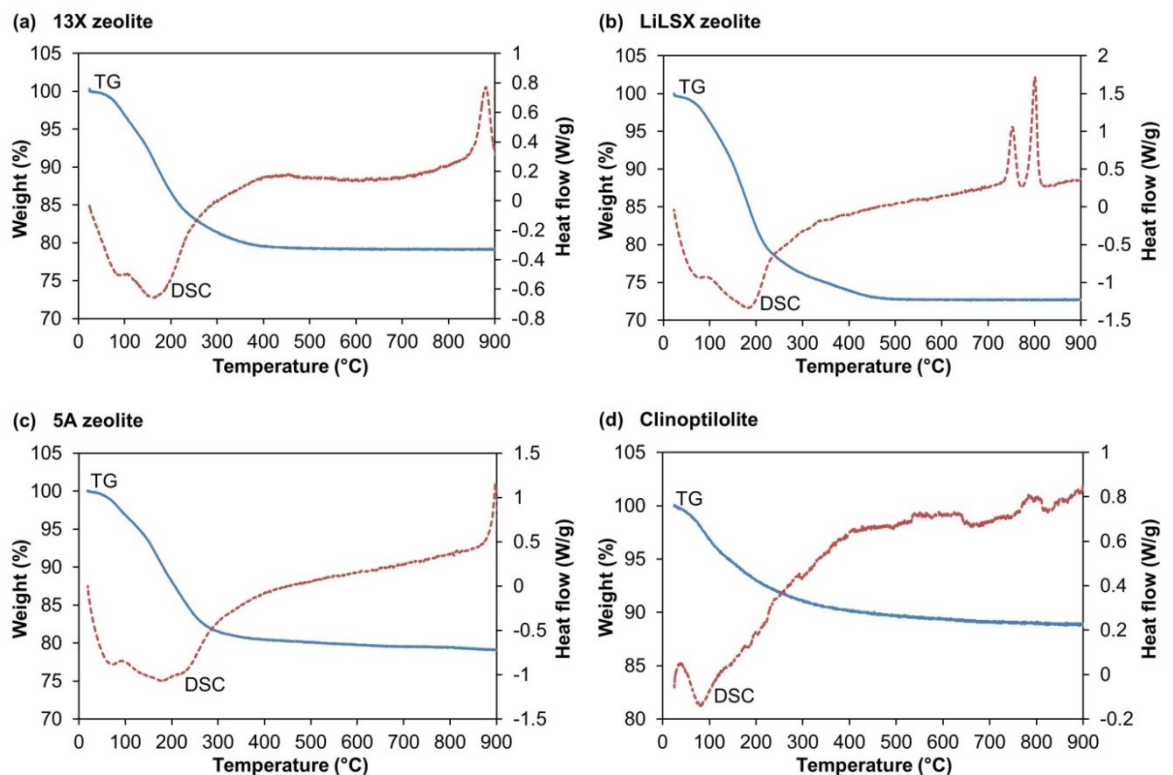 (a) 13X zeolite
105
100
95
90
85
80
75
70
Weight (%)
TG
DSC
1
0.8
0.6
0.4
0.2
0
-0.2
-0.4
-0.6
-0.8
Heat flow (W/g)
0 100 200 300 400 500 600 700 800 900
Temperature (°C)
(b) LiLSX zeolite
105
100
95
90
85
80
75
70
Weight (%)
TG
DSC
2
1.5
1
0.5
0
-0.5
-1
-1.5
Heat flow (W/g)
0 100 200 300 400 500 600 700 800 900
Temperature (°C)
(c) 5A zeolite
105
100
95
90
85
80
75
70
Weight (%)
TG
DSC
1.5
1
0.5
0
-0.5
-1
-1.5
Heat flow (W/g)
0 100 200 300 400 500 600 700 800 900
Temperature (°C)
(d) Clinoptilolite
105
100
95
90
85
80
Weight (%)
TG
DSC
1
0.8
0.6
0.4
0.2
0
-0.2
Heat flow (W/g)
0 100 200 300 400 500 600 700 800 900
Temperature (°C)